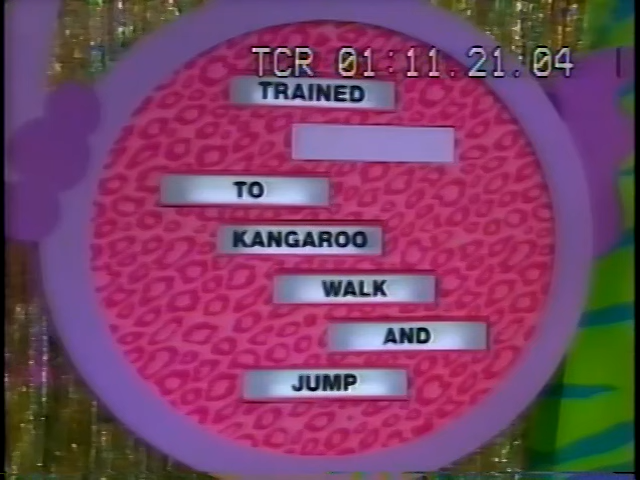 TCR 01:11.21.04
TRAINED
TO
KANGAROO
WALK
AND
JUMP